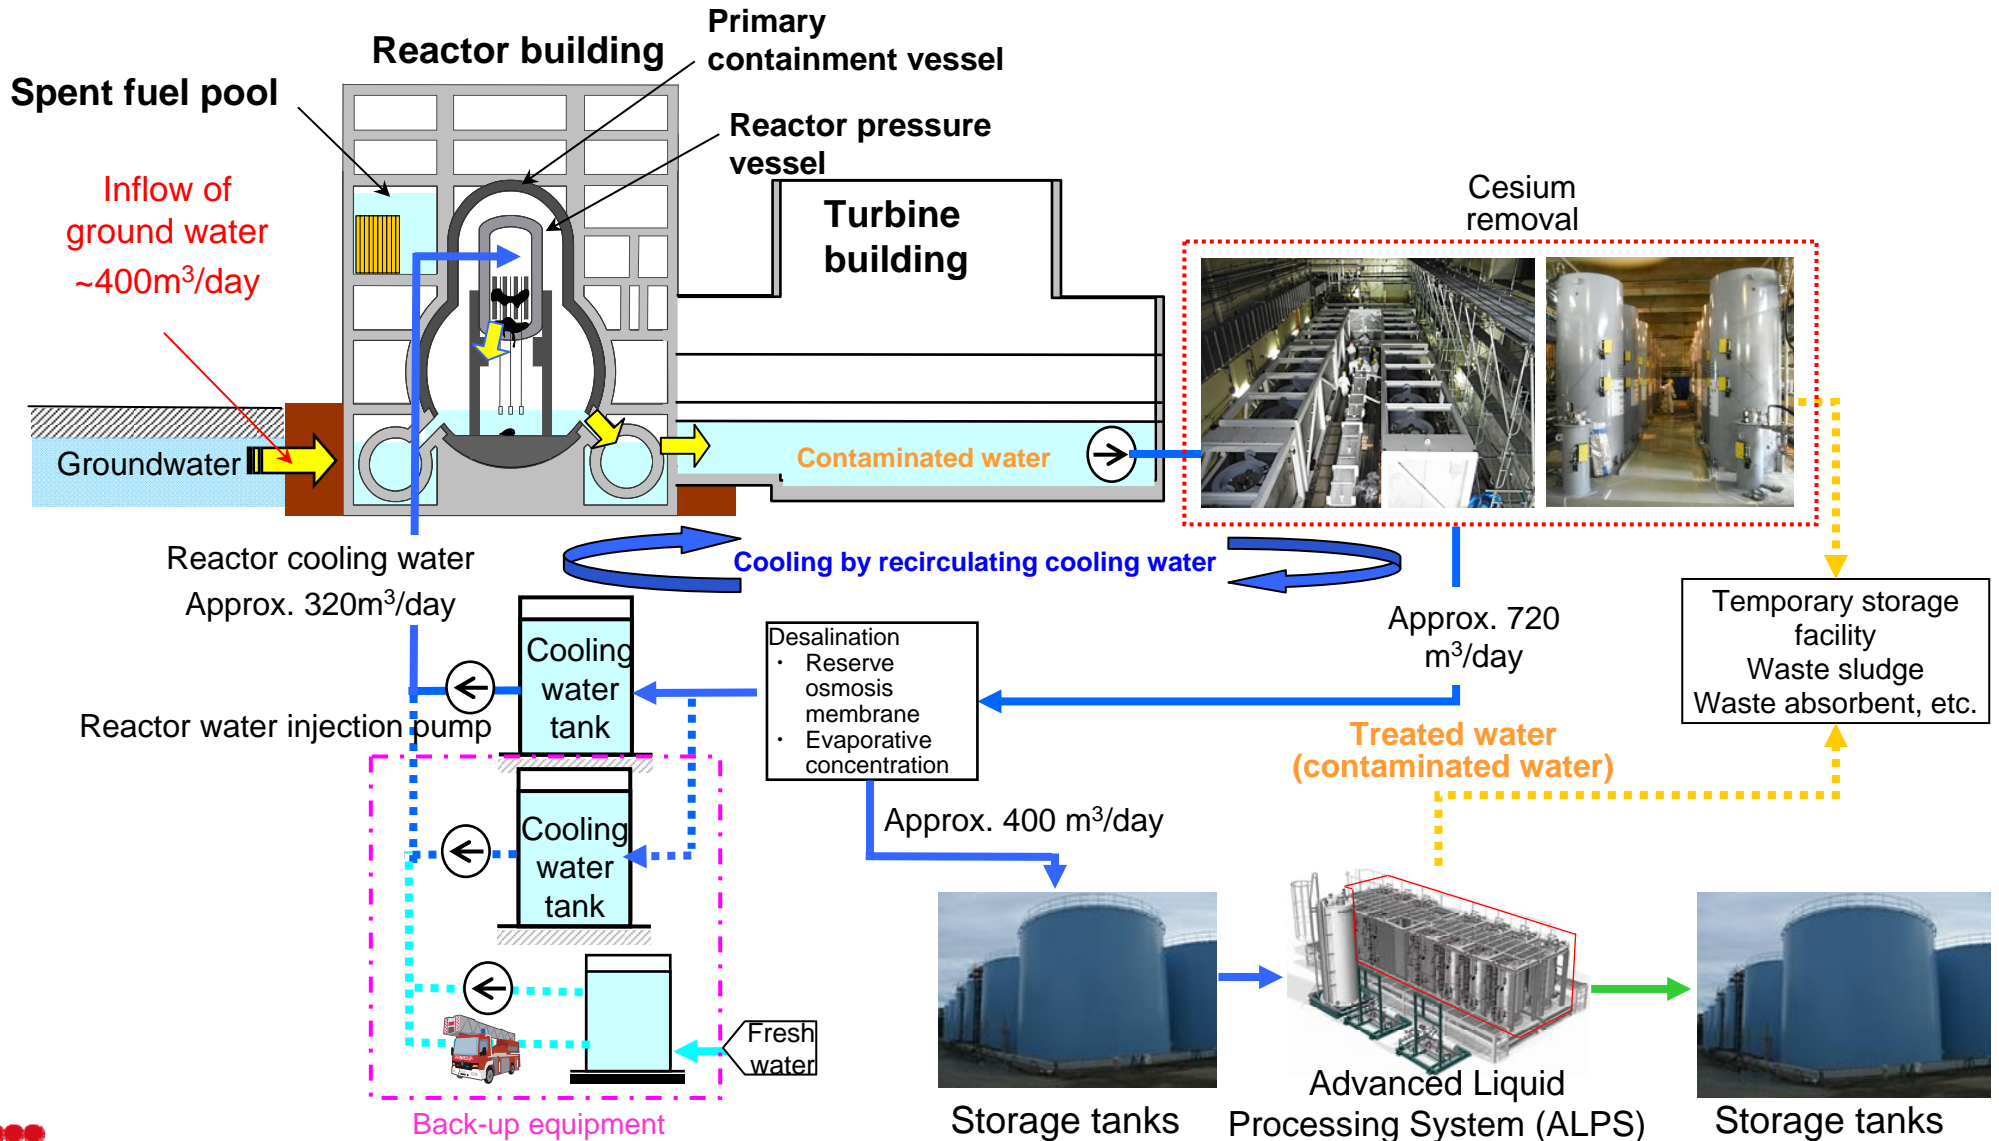 Primary
containment vessel
Reactor building
Spent fuel pool
Reactor pressure
vessel
Inflow of
ground water
~400m³/day
Turbine
building
Cesium
removal
Groundwater
Contaminated water
Reactor cooling water
Approx. 320m³/day
Cooling by recirculating cooling water
Approx. 720
m³/day
Temporary storage
facility
Waste sludge
Waste absorbent, etc.
Cooling
water
tank
Desalination
・ Reserve
osmosis
membrane
・ Evaporative
concentration
Reactor water injection pump
Treated water
(contaminated water)
Cooling
water
tank
Approx. 400 m³/day
Fresh
water
Back-up equipment
Storage tanks
Advanced Liquid
Processing System (ALPS)
Storage tanks